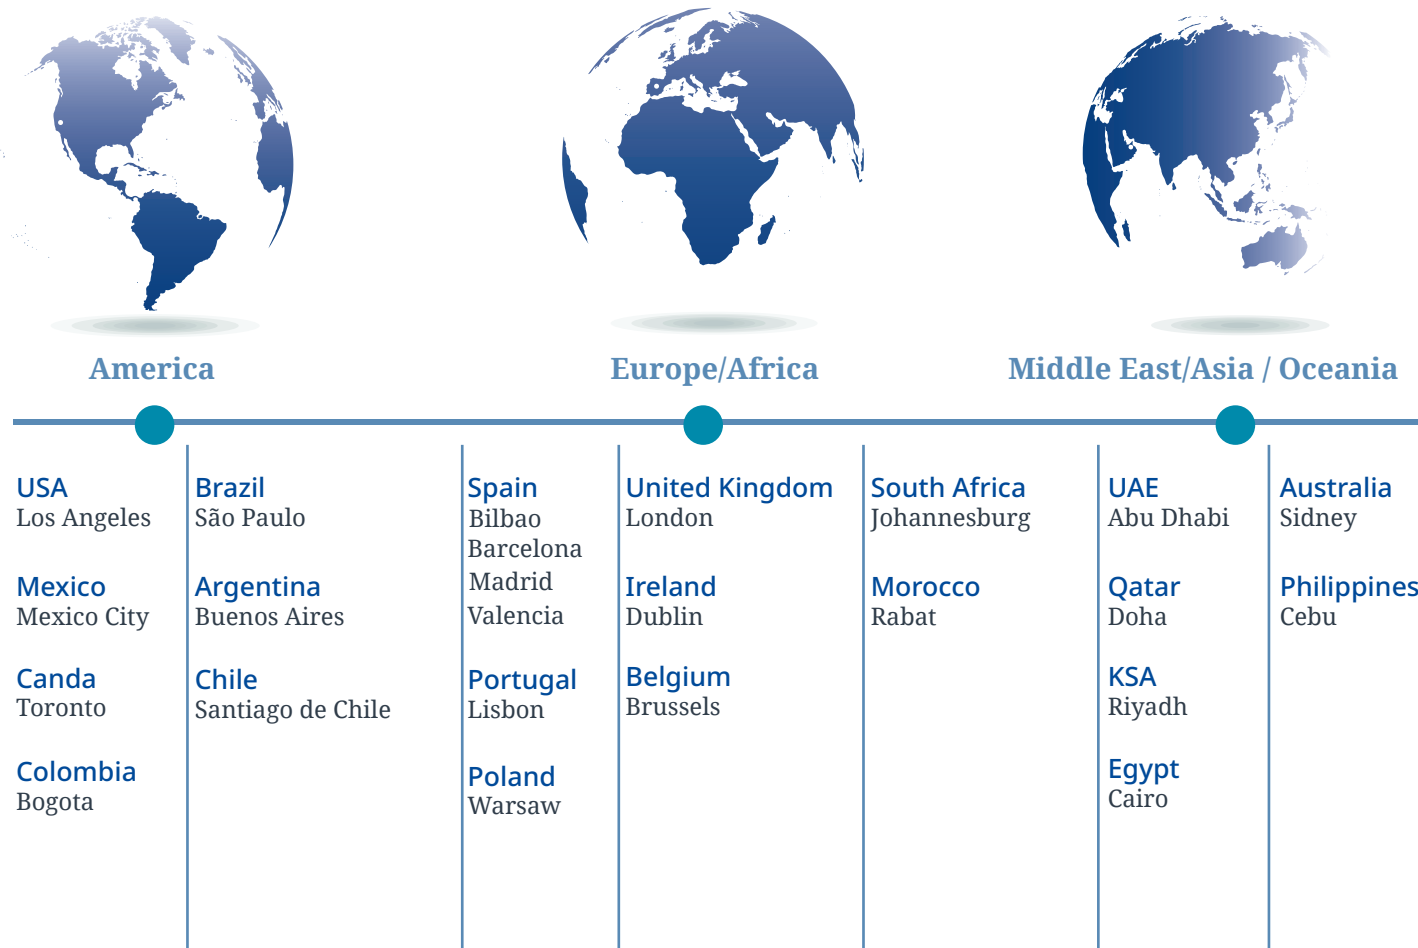 America
Europe/Africa
Middle East/Asia / Oceania
USA
Los Angeles
Mexico
Mexico City
Canda
Toronto
Colombia
Bogota
Brazil
São Paulo
Argentina
Buenos Aires
Chile
Santiago de Chile
Spain
Bilbao
Barcelona
Madrid
Valencia
Portugal
Lisbon
Poland
Warsaw
United Kingdom
London
Ireland
Dublin
Belgium
Brussels
South Africa
Johannesburg
Morocco
Rabat
UAE
Abu Dhabi
Qatar
Doha
KSA
Riyadh
Egypt
Cairo
Australia
Sidney
Philippines
Cebu